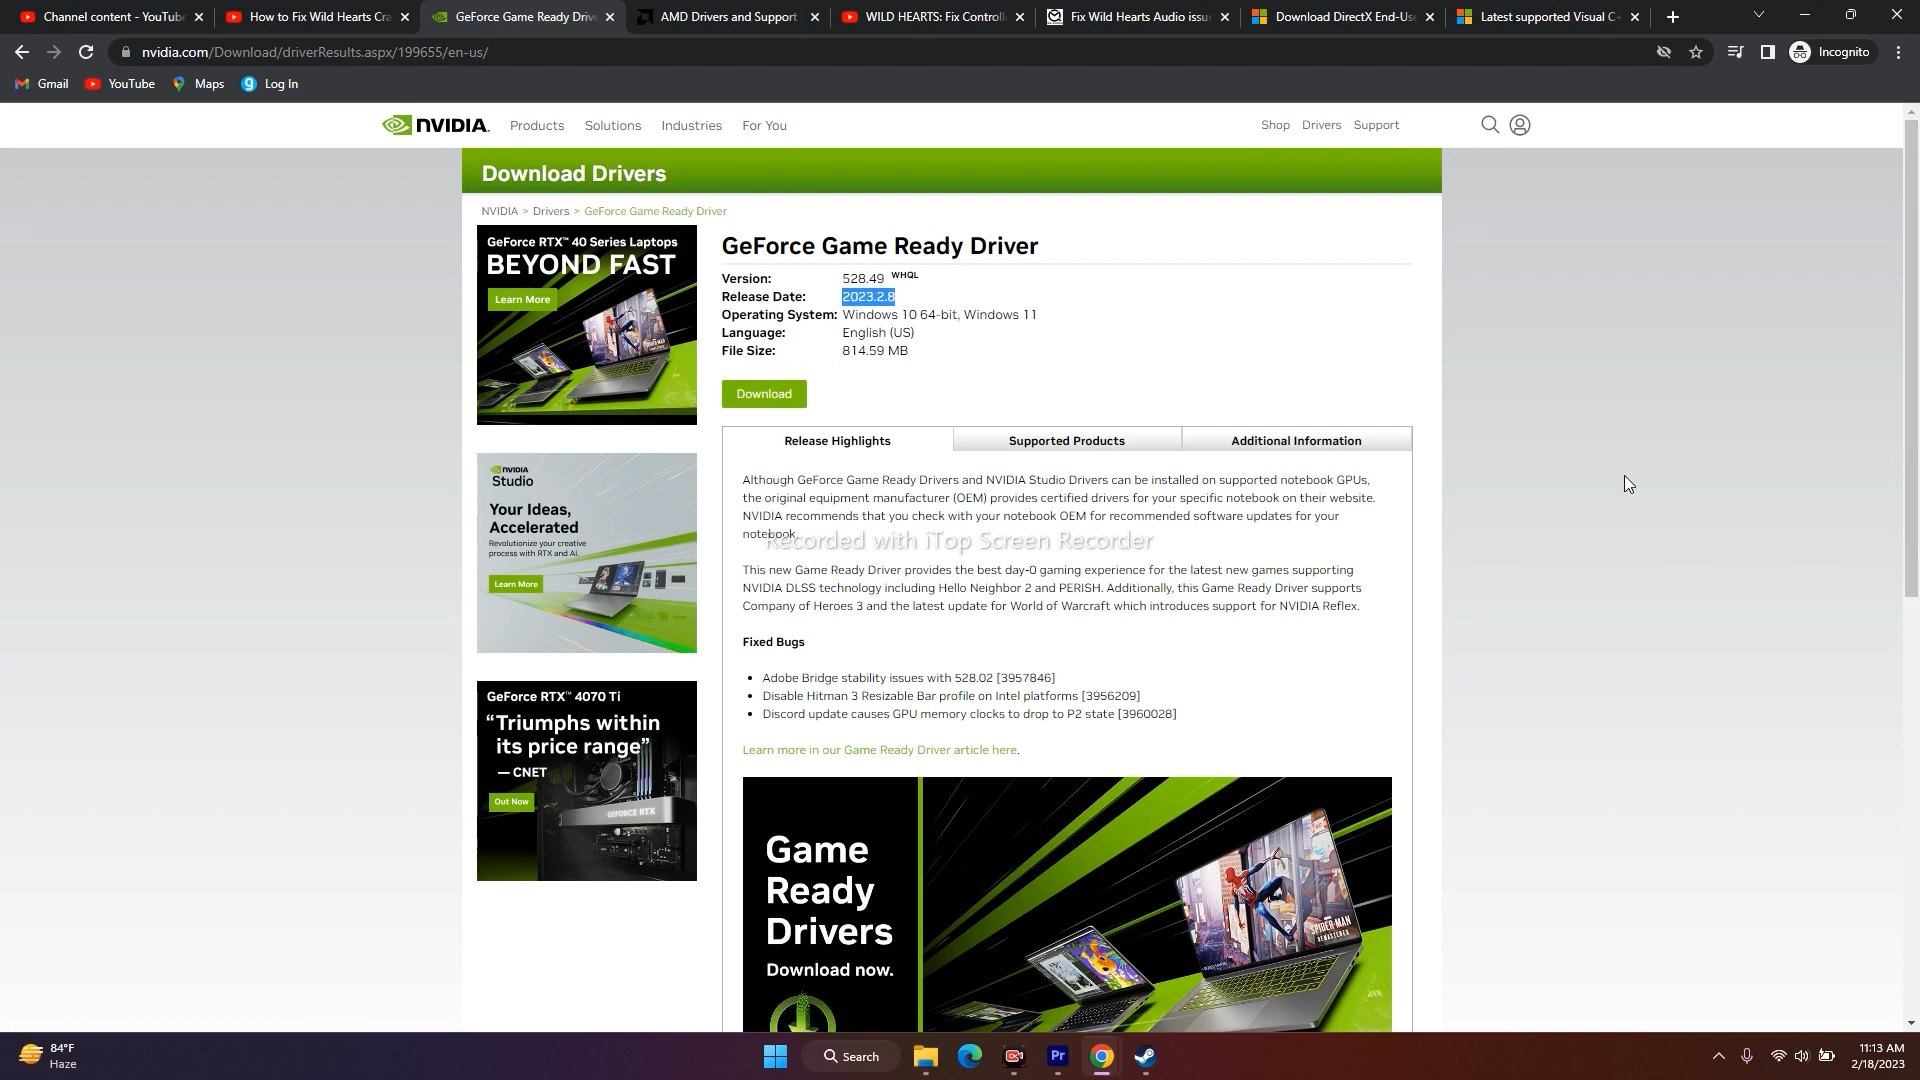 Channel content - YouTube
How to Fix Wild Hearts Cra
GeForce Game Ready Drive
AMD Drivers and Support
WILD HEARTS: Fix Controlle
Fix Wild Hearts Audio issue
Download DirectX End-Use
Latest supported Visual C+
nvidia.com/Download/driverResults.aspx/199655/en-us/
Incognito
Gmail
YouTube
Maps
Log In
NVIDIA.
Products
Solutions
Industries
For You
Shop
Drivers
Support
Download Drivers
NVIDIA > Drivers > GeForce Game Ready Driver
GeForce RTX™ 40 Series Laptops
BEYOND FAST
Learn More
GeForce Game Ready Driver
Version: 528.49 WHQL
Release Date: 2023.2.8
Operating System: Windows 10 64-bit, Windows 11
Language: English (US)
File Size: 814.59 MB
Download
Release Highlights
Supported Products
Additional Information
Although GeForce Game Ready Drivers and NVIDIA Studio Drivers can be installed on supported notebook GPUs,
the original equipment manufacturer (OEM) provides certified drivers for your specific notebook on their website.
NVIDIA recommends that you check with your notebook OEM for recommended software updates for your
notebook.
Recorded with iTop Screen Recorder
This new Game Ready Driver provides the best day-0 gaming experience for the latest new games supporting
NVIDIA DLSS technology including Hello Neighbor 2 and PERISH. Additionally, this Game Ready Driver supports
Company of Heroes 3 and the latest update for World of Warcraft which introduces support for NVIDIA Reflex.
Fixed Bugs
• Adobe Bridge stability issues with 528.02 [3957846]
• Disable Hitman 3 Resizable Bar profile on Intel platforms [3956209]
• Discord update causes GPU memory clocks to drop to P2 state [3960028]
Learn more in our Game Ready Driver article here.
NVIDIA
Studio
Your Ideas,
Accelerated
Revolutionize your creative
process with RTX and AI.
Learn More
GeForce RTX™ 4070 Ti
“Triumphs within
its price range”
— CNET
Out Now
GEFORCE RTX
Game
Ready
Drivers
Download now.
SPIDER-MAN
REMASTERED
84°F
Haze
Search
Pr
11:13 AM
2/18/2023